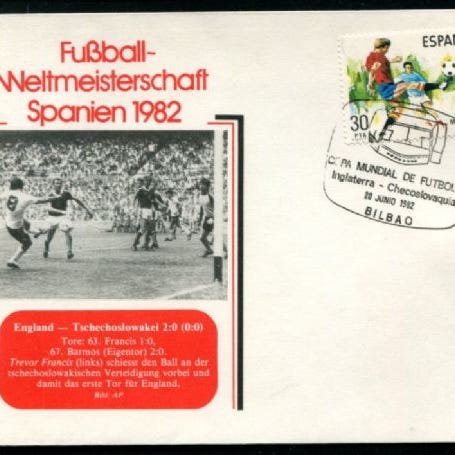 Fußball-
Weltmeisterschaft
Spanien 1982
ESPAÑ
30
PTA
COPA MUNDIAL DE FUTBOL
Inglaterra - Checoslovaquia
20 JUNIO 1982
BILBAO
8
England — Tschechoslowakei 2:0 (0:0)
Tore: 63. Francis 1:0,
67. Barmos (Eigentor) 2:0.
Trevor Francis (links) schiesst den Ball an der
tschechoslowakischen Verteidigung vorbei und
damit das erste Tor für England.
Bild: AP